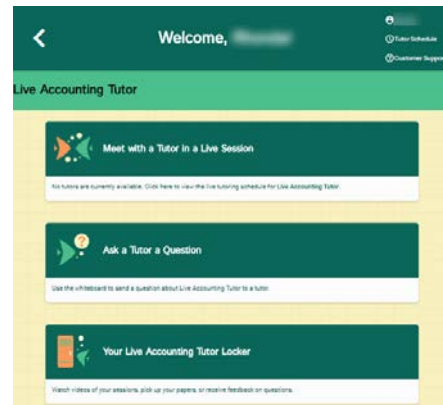 Welcome,
Tutor Schedule
Customer Suppor
Live Accounting Tutor
Meet with a Tutor in a Live Session
No tutors are currently available. Click here to view the live tutoring schedule for Live Accounting Tutor.
Ask a Tutor a Question
Use the whiteboard to send a question about Live Accounting Tutor to a tutor.
Your Live Accounting Tutor Locker
Watch videos of your sessions, pick up your papers, or receive feedback on questions.